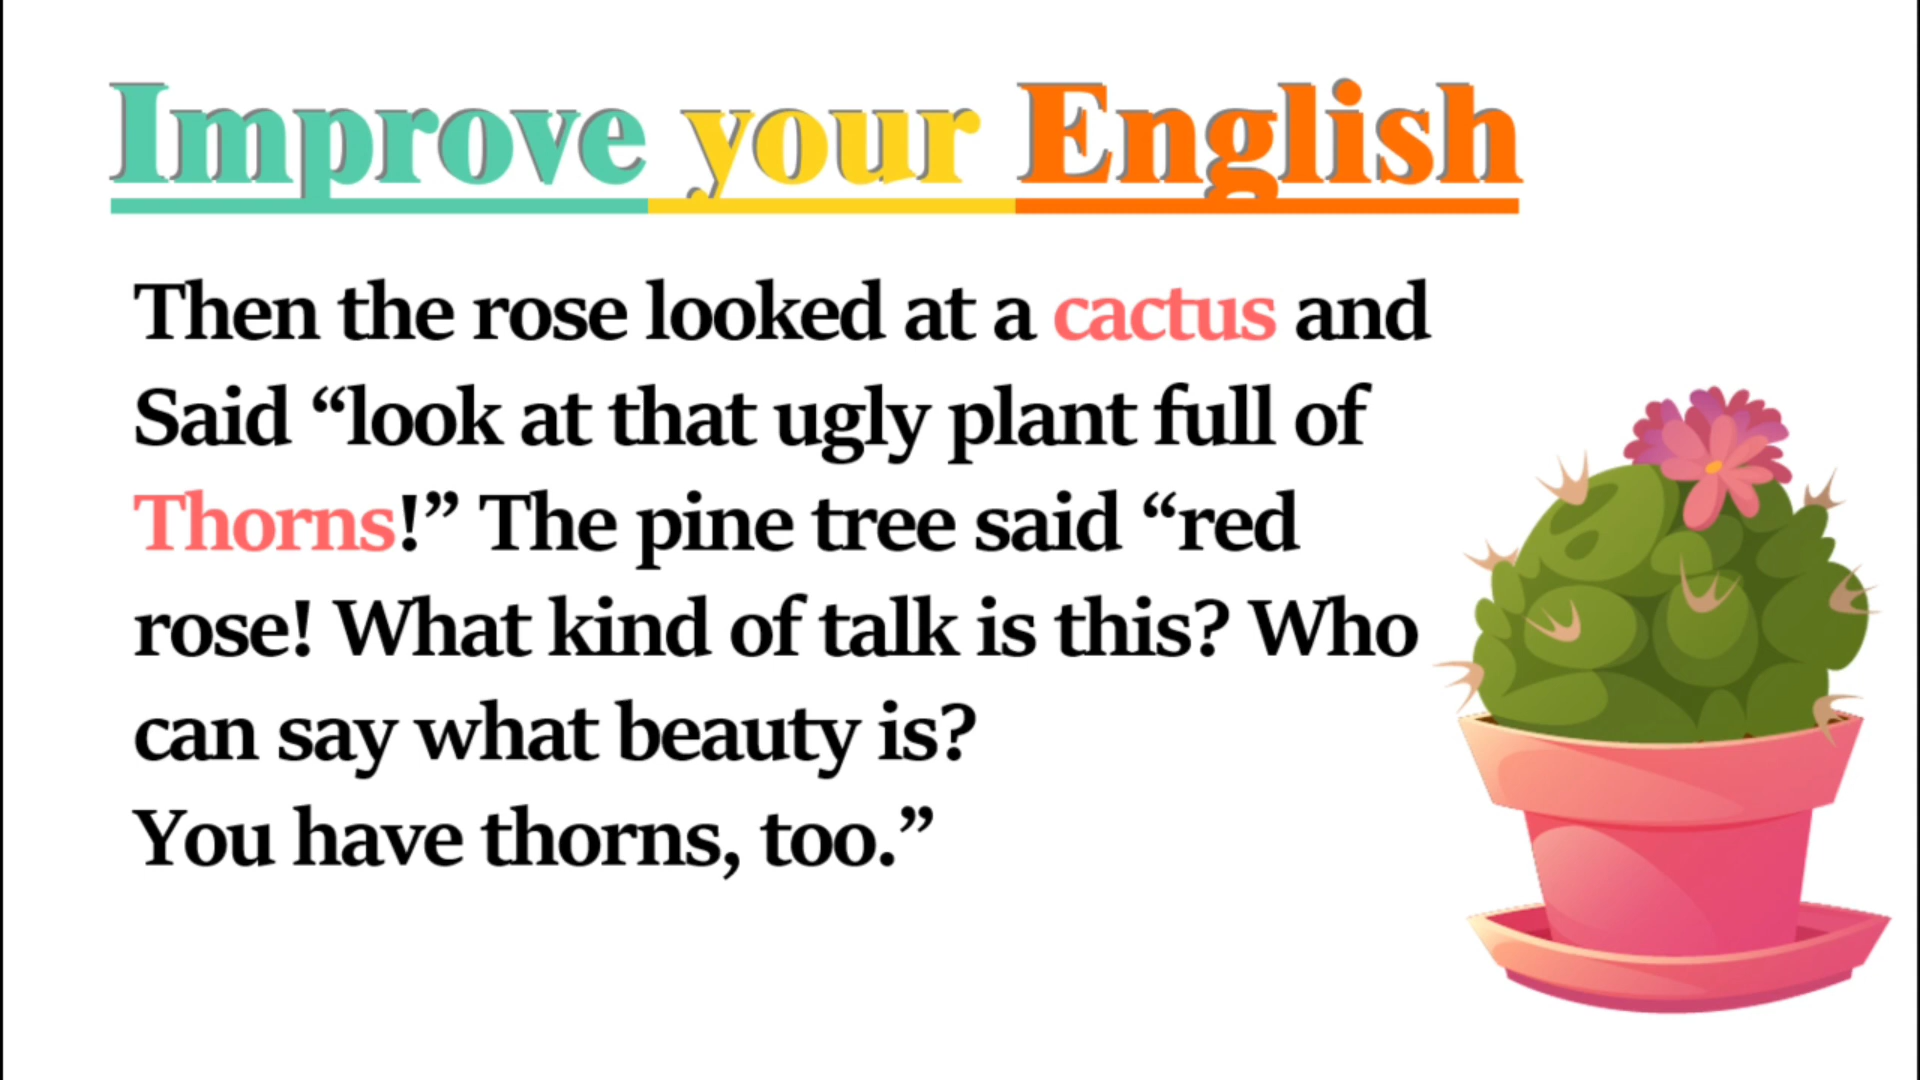 Improve your English
Then the rose looked at a cactus and
Said “look at that ugly plant full of
Thorns!” The pine tree said “red
rose! What kind of talk is this? Who
can say what beauty is?
You have thorns, too.”